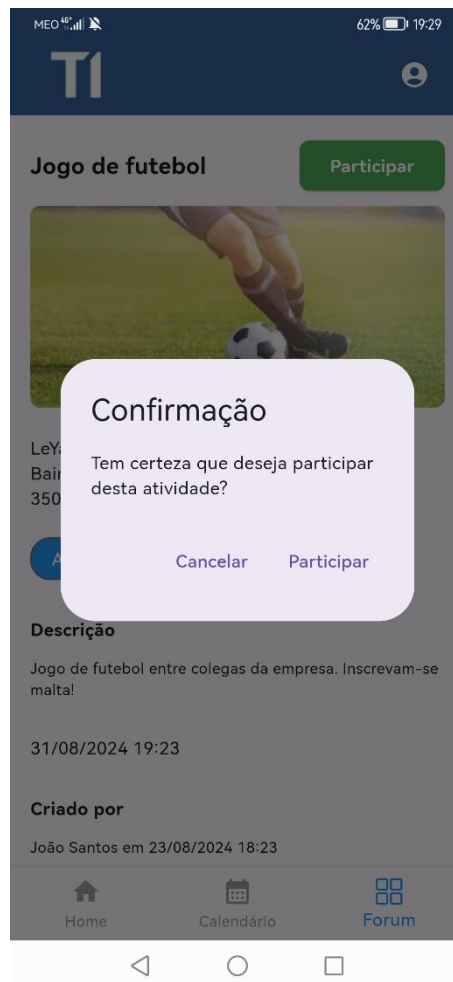 MEO 4G 62% 19:29
T1
Jogo de futebol
Participar
Confirmação
Tem certeza que deseja participar
desta atividade?
Cancelar Participar
350
Descrição
Jogo de futebol entre colegas da empresa. Inscrevam-se
malta!
31/08/2024 19:23
Criado por
João Santos em 23/08/2024 18:23
Home Calendário Forum